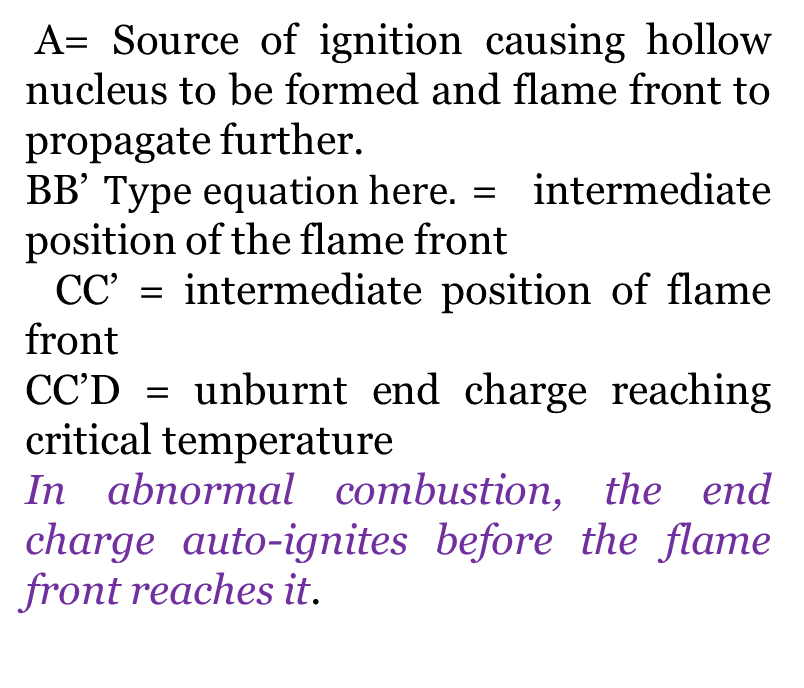 A= Source of ignition causing hollow
nucleus to be formed and flame front to
propagate further.
BB’ Type equation here. = intermediate
position of the flame front
CC’ = intermediate position of flame
front
CC’D = unburnt end charge reaching
critical temperature
In abnormal combustion, the end
charge auto-ignites before the flame
front reaches it.